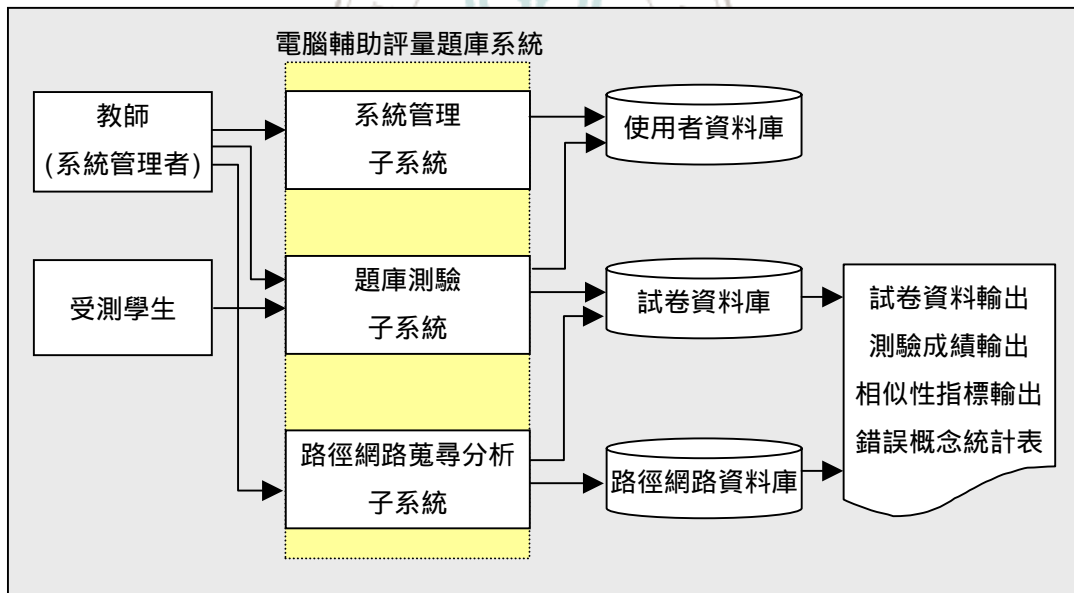 電腦輔助評量題庫系統
教師
(系統管理者)
受測學生
系統管理
子系統
題庫測驗
子系統
路徑網路蒐尋分析
子系統
使用者資料庫
試卷資料庫
路徑網路資料庫
試卷資料輸出
測驗成績輸出
相似性指標輸出
錯誤概念統計表